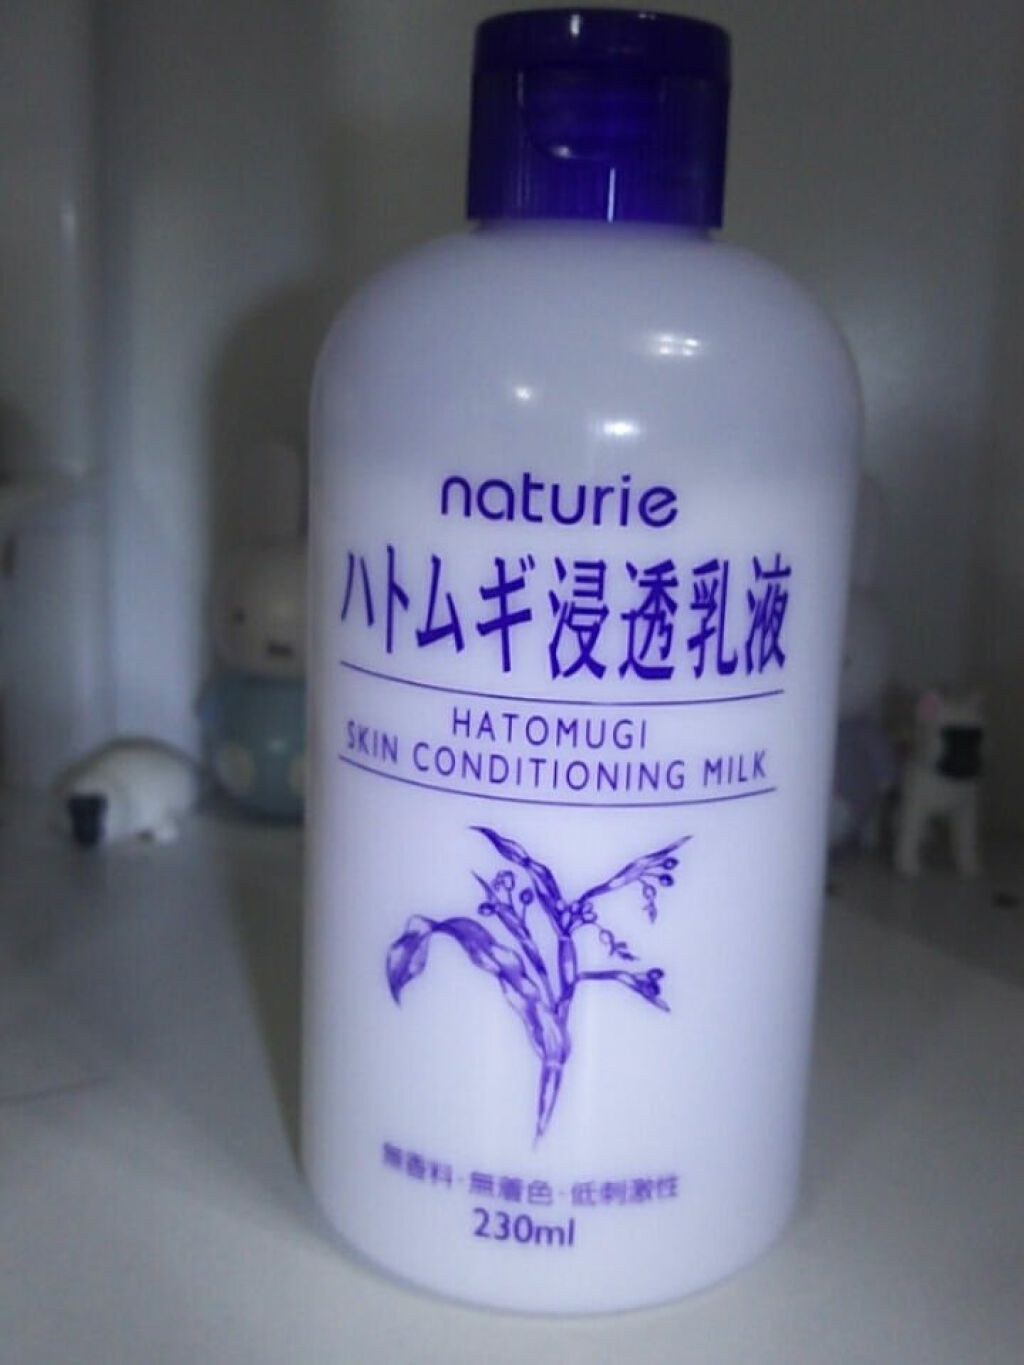 naturie
ハトムギ浸透乳液
HATOMUGI
SKIN CONDITIONING MILK
無香料・無着色・低刺激性
230ml